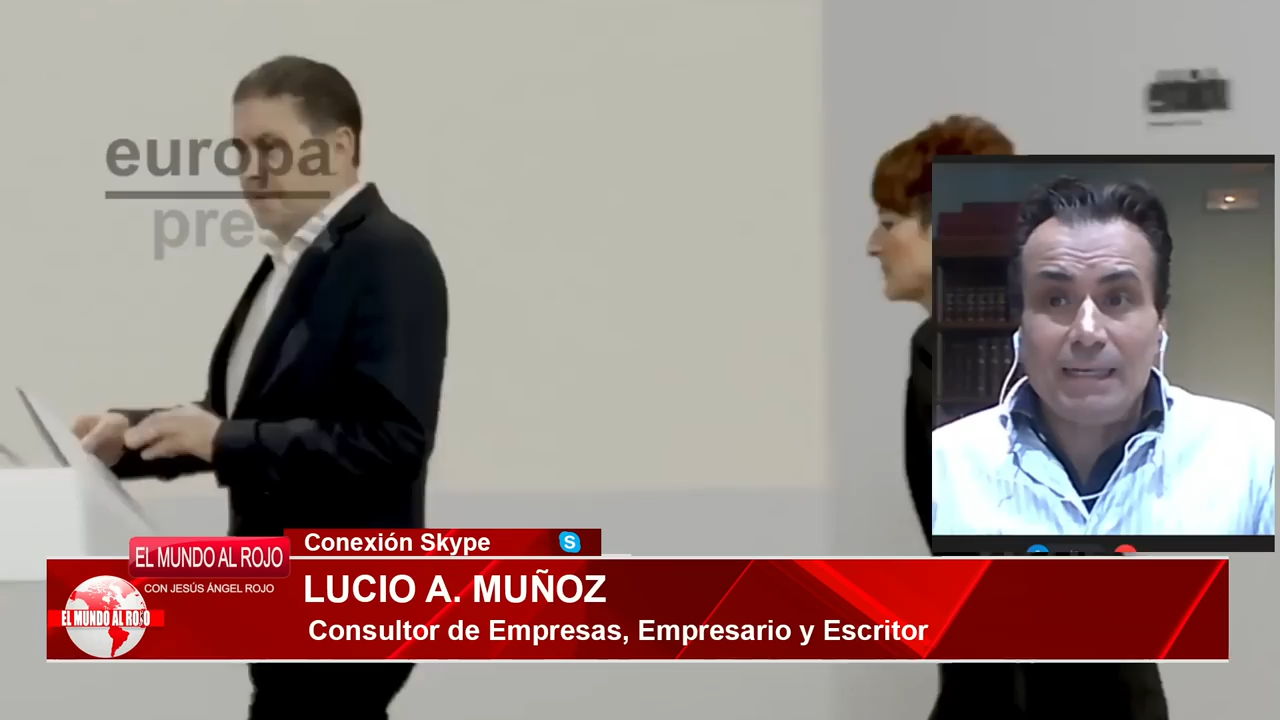 europa
press
Conexión Skype
EL MUNDO AL ROJO
CON JESÚS ÁNGEL ROJO
EL MUNDO AL ROJO
LUCIO A. MUÑOZ
Consultor de Empresas, Empresario y Escritor